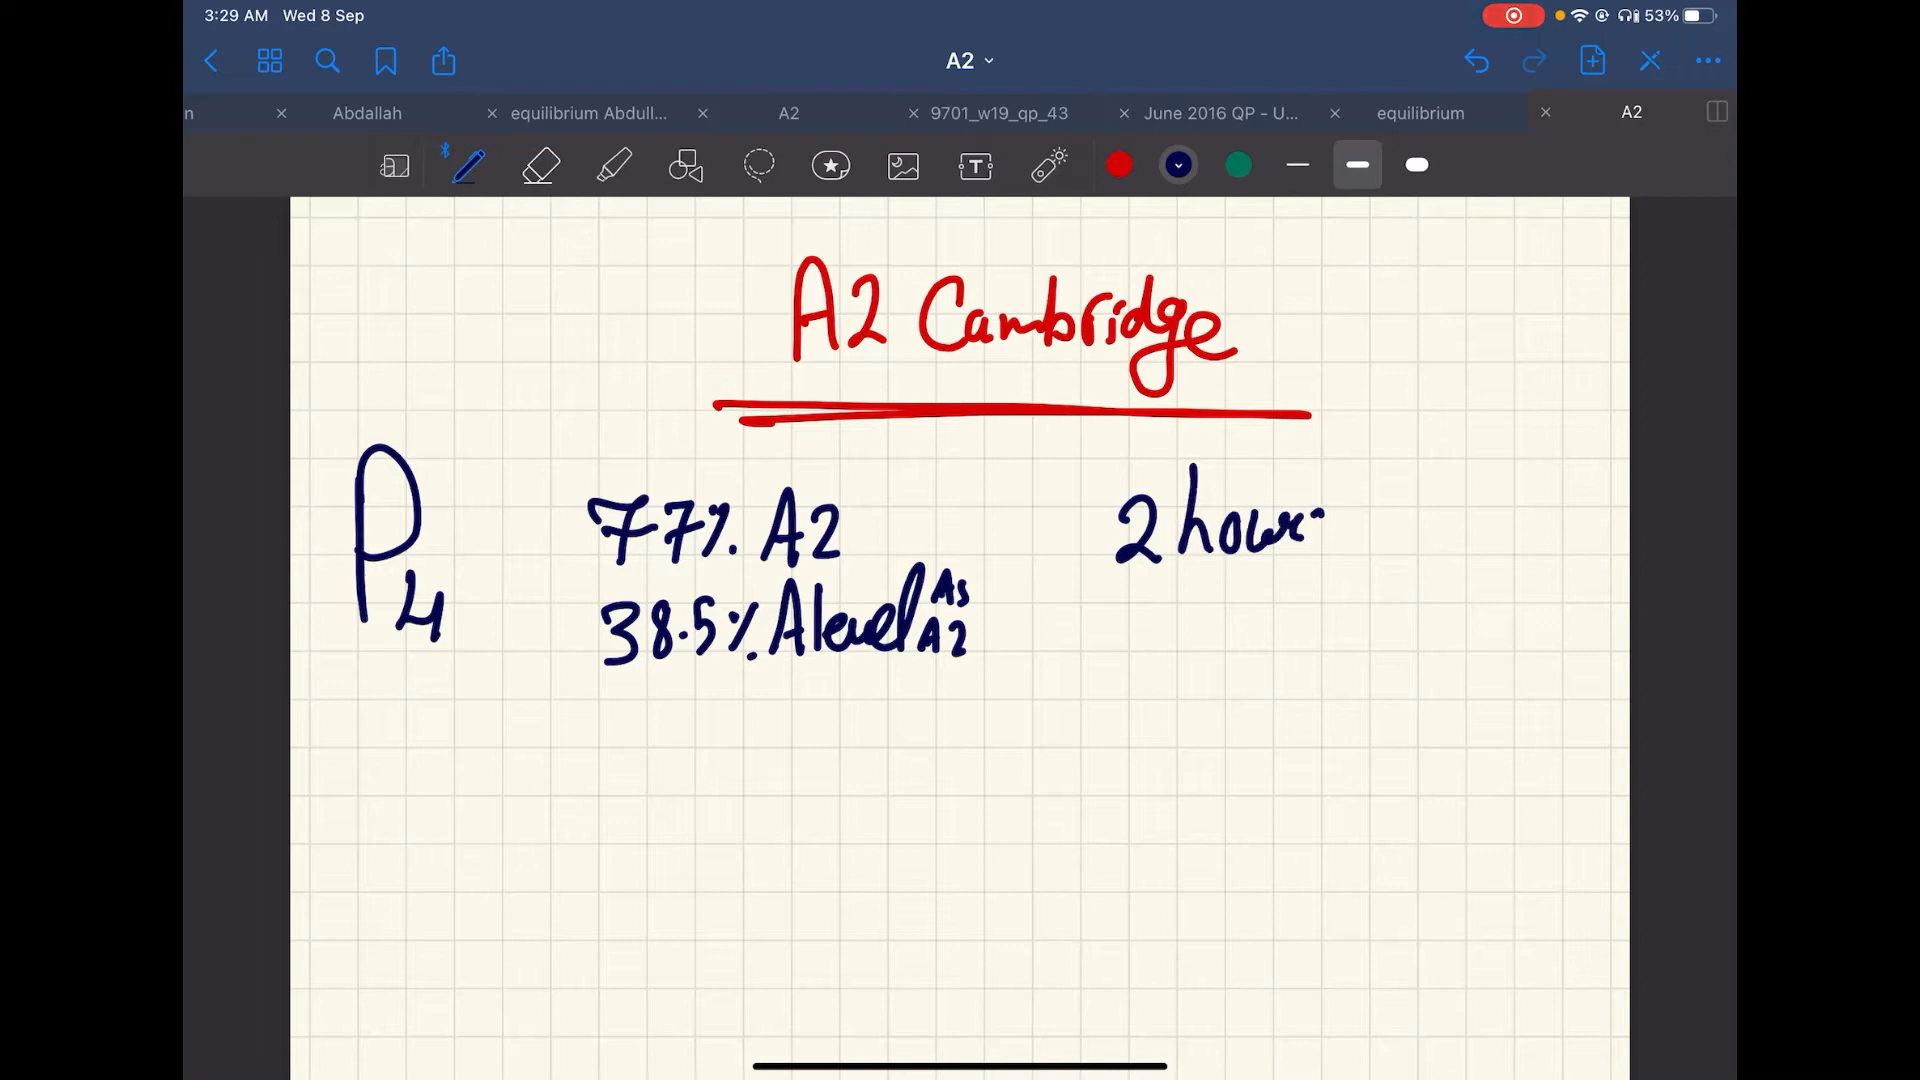 3:29 AM Wed 8 Sep 53%
A2
n Abdallah equilibrium Abdull... A2 9701_w19_qp_43 June 2016 QP - U... equilibrium A2
A2 Cambridge
P4 77% A2 2 hour
38.5% A level As
A2